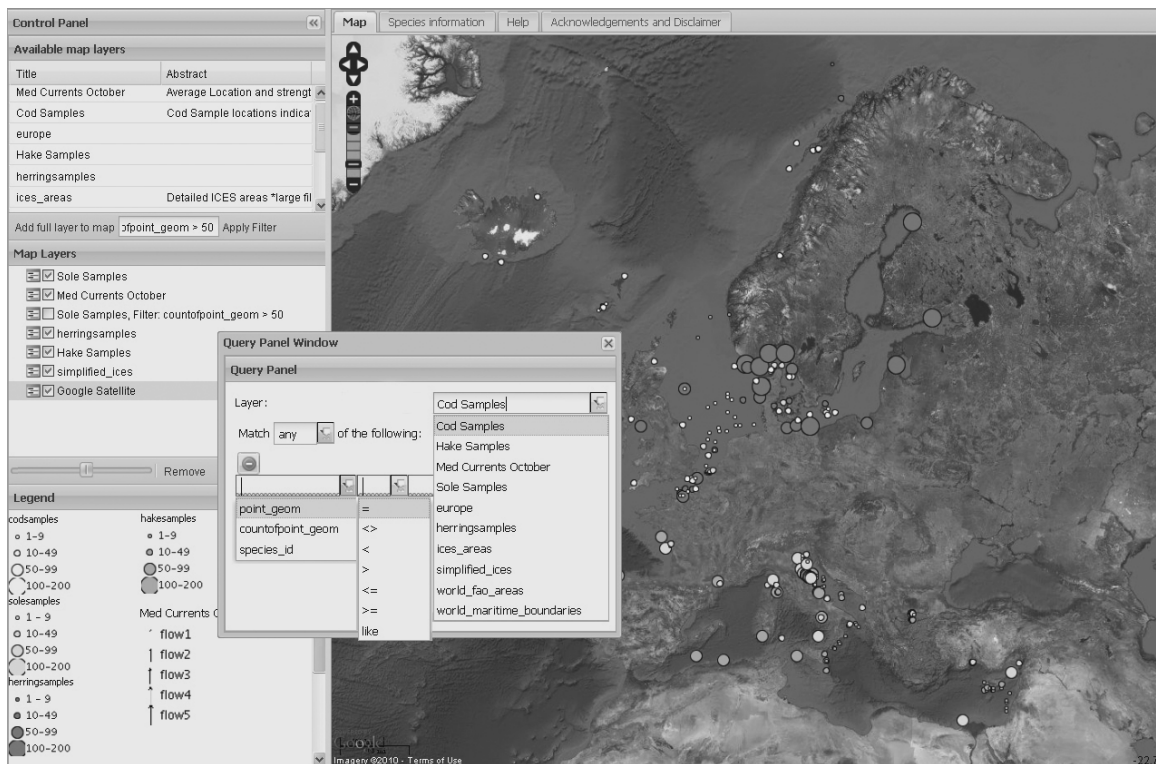 Control Panel
Map Species information Help Acknowledgements and Disclaimer
Available map layers
Title Abstract
Med Currents October Average Location and strengt
Cod Samples Cod Sample locations indica
europe
Hake Samples
herringsamples
ices_areas Detailed ICES areas *large fil
Add full layer to map ofpoint_geom > 50 Apply Filter
Map Layers
Sole Samples
Med Currents October
Sole Samples, Filter: countofpoint_geom > 50
herringsamples
Hake Samples
simplified_ices
Google Satellite
Remove
Legend
codsamples
1-9
10-49
50-99
100-200
hakesamples
1-9
10-49
50-99
100-200
solesamples
1 - 9
10-49
50-99
100-200
Med Currents O
flow1
flow2
flow3
flow4
flow5
herringsamples
1 - 9
10-49
50-99
100-200
Query Panel Window
Query Panel
Layer: Cod Samples
Match any of the following:
Cod Samples
Hake Samples
Med Currents October
Sole Samples
europe
herringsamples
ices_areas
simplified_ices
world_fao_areas
world_maritime_boundaries
point_geom
countofpoint_geom
species_id
=
<>
<
>
<=
>=
like
Google
Imagery ©2010 - Terms of Use